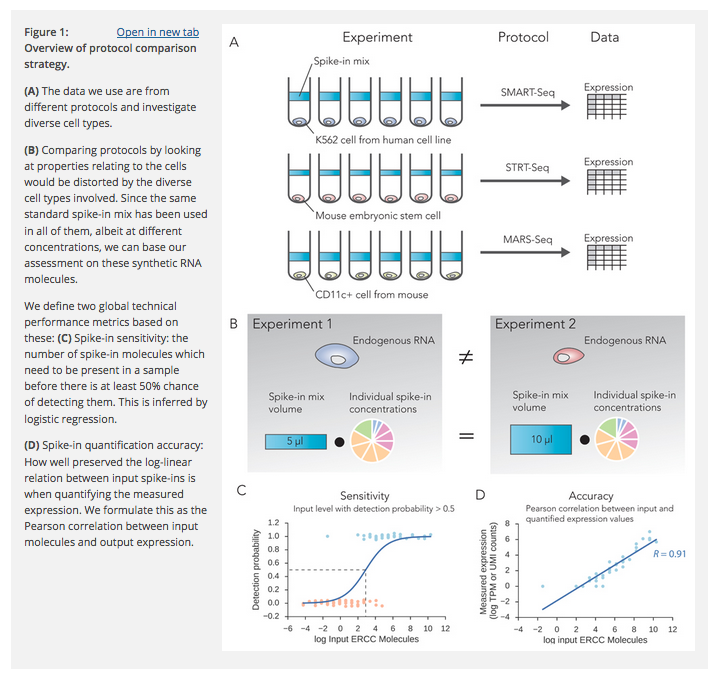 Figure 1:
Open in new tab
Overview of protocol comparison
strategy.
(A) The data we use are from
different protocols and investigate
diverse cell types.
(B) Comparing protocols by looking
at properties relating to the cells
would be distorted by the diverse
cell types involved. Since the same
standard spike-in mix has been used
in all of them, albeit at different
concentrations, we can base our
assessment on these synthetic RNA
molecules.
We define two global technical
performance metrics based on
these: (C) Spike-in sensitivity: the
number of spike-in molecules which
need to be present in a sample
before there is at least 50% chance
of detecting them. This is inferred by
logistic regression.
(D) Spike-in quantification accuracy:
How well preserved the log-linear
relation between input spike-ins is
when quantifying the measured
expression. We formulate this as the
Pearson correlation between input
molecules and output expression.
A
Experiment
Protocol
Data
Spike-in mix
SMART-Seq
Expression
K562 cell from human cell line
STRT-Seq
Expression
Mouse embryonic stem cell
MARS-Seq
Expression
CD11c+ cell from mouse
B
Experiment 1
Endogenous RNA
Spike-in mix
volume
Individual spike-in
concentrations
5 µl
≠
=
Experiment 2
Endogenous RNA
Spike-in mix
volume
Individual spike-in
concentrations
10 µl
C
Sensitivity
Input level with detection probability > 0.5
Detection probability
1.2
1.0
0.8
0.6
0.4
0.2
0.0
−0.2
−6 −4 −2 0 2 4 6 8 10 12
log Input ERCC Molecules
D
Accuracy
Pearson correlation between input and
quantified expression values
Measured expression
(log TPM or UMI counts)
8
6
4
2
0
−2
−4
R = 0.91
−4 −2 0 2 4 6 8 10 12
log input ERCC Molecules